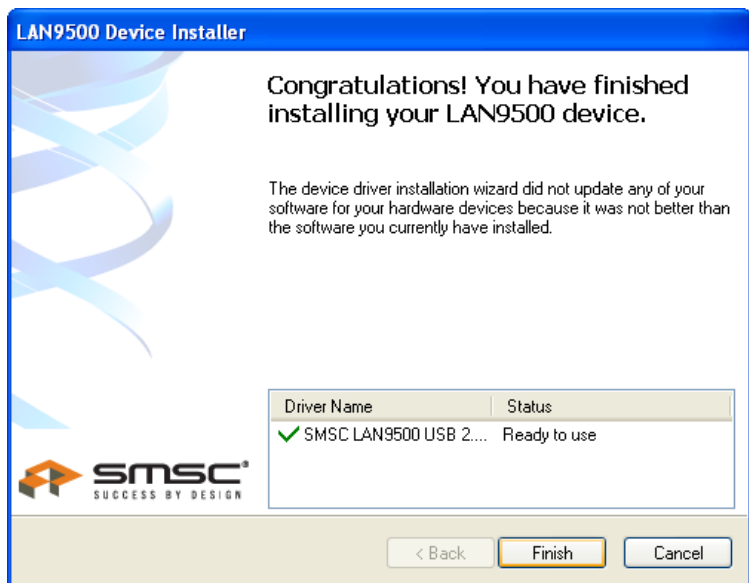 LAN9500 Device Installer
Congratulations! You have finished
installing your LAN9500 device.
The device driver installation wizard did not update any of your
software for your hardware devices because it was not better than
the software you currently have installed.
Driver Name Status
SMSC LAN9500 USB 2.... Ready to use
smsc®
SUCCESS BY DESIGN
< Back Finish Cancel